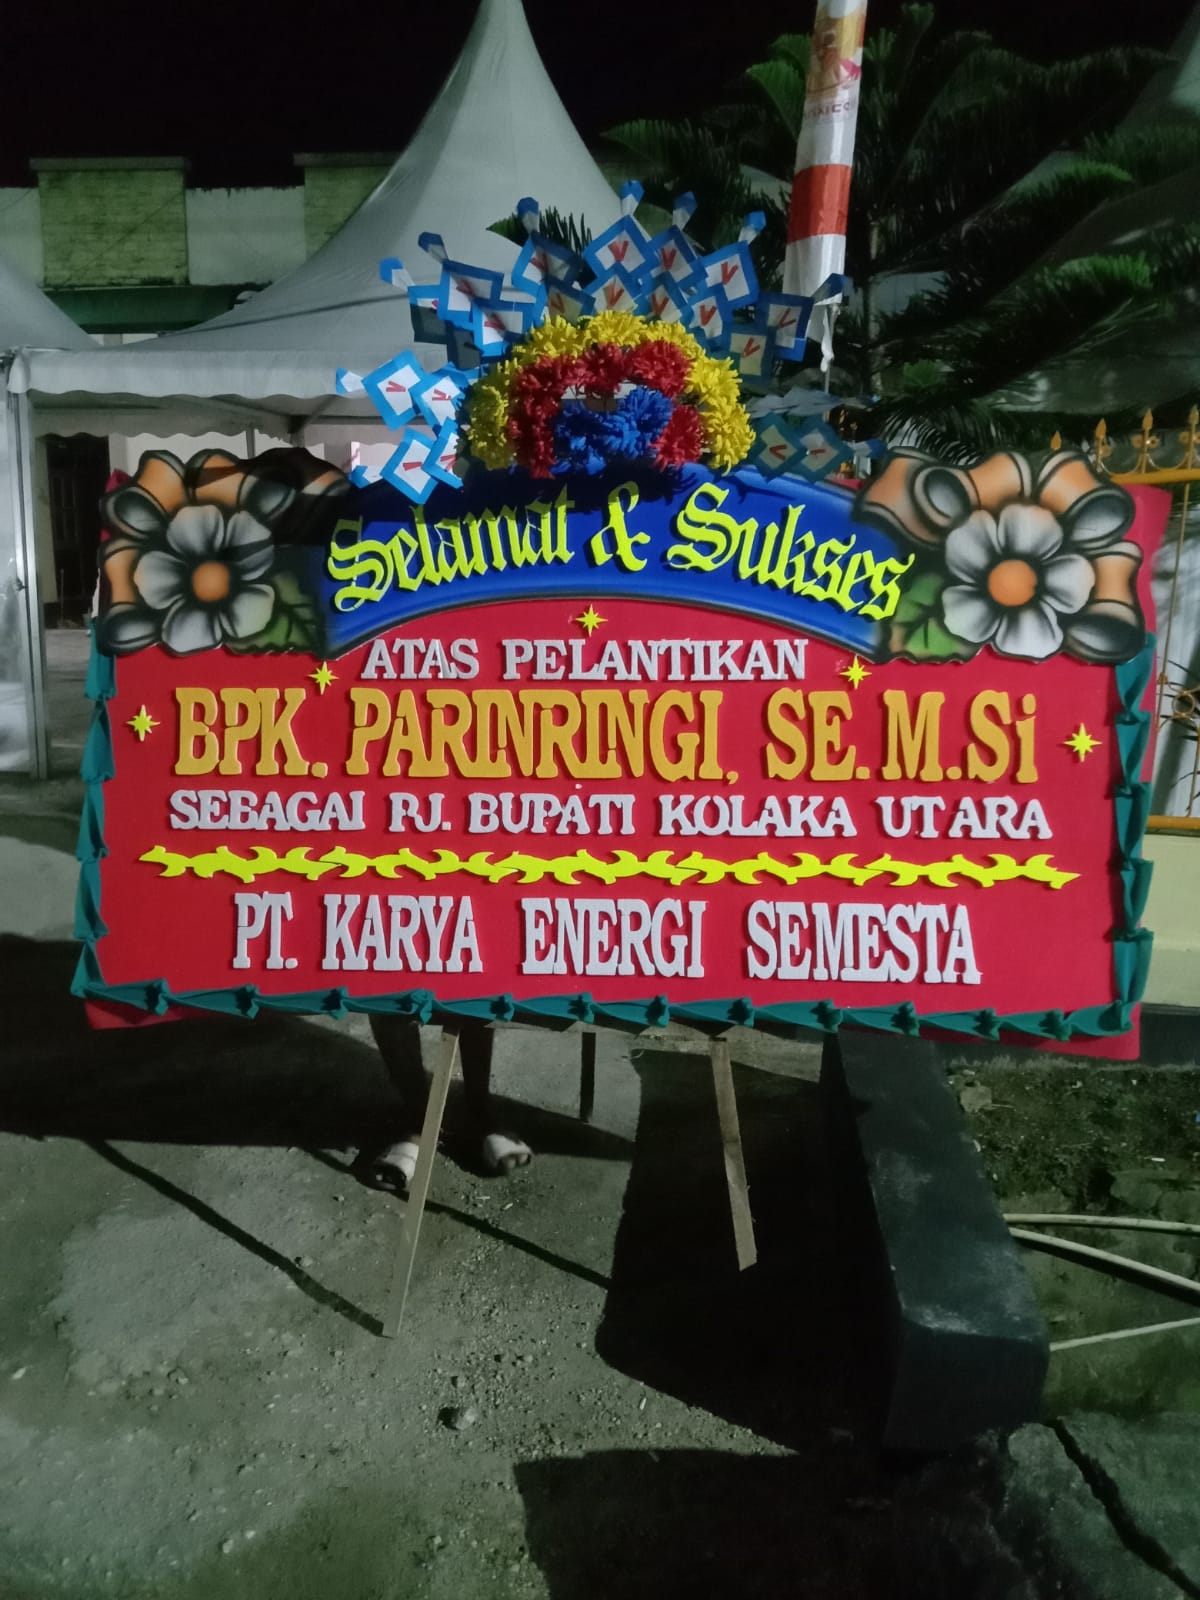 Selamat & Sukses
ATAS PELANTIKAN
BPK. PARINRINGI, SE. M.Si
SEBAGAI PJ. BUPATI KOLAKA UTARA
PT. KARYA ENERGI SEMESTA